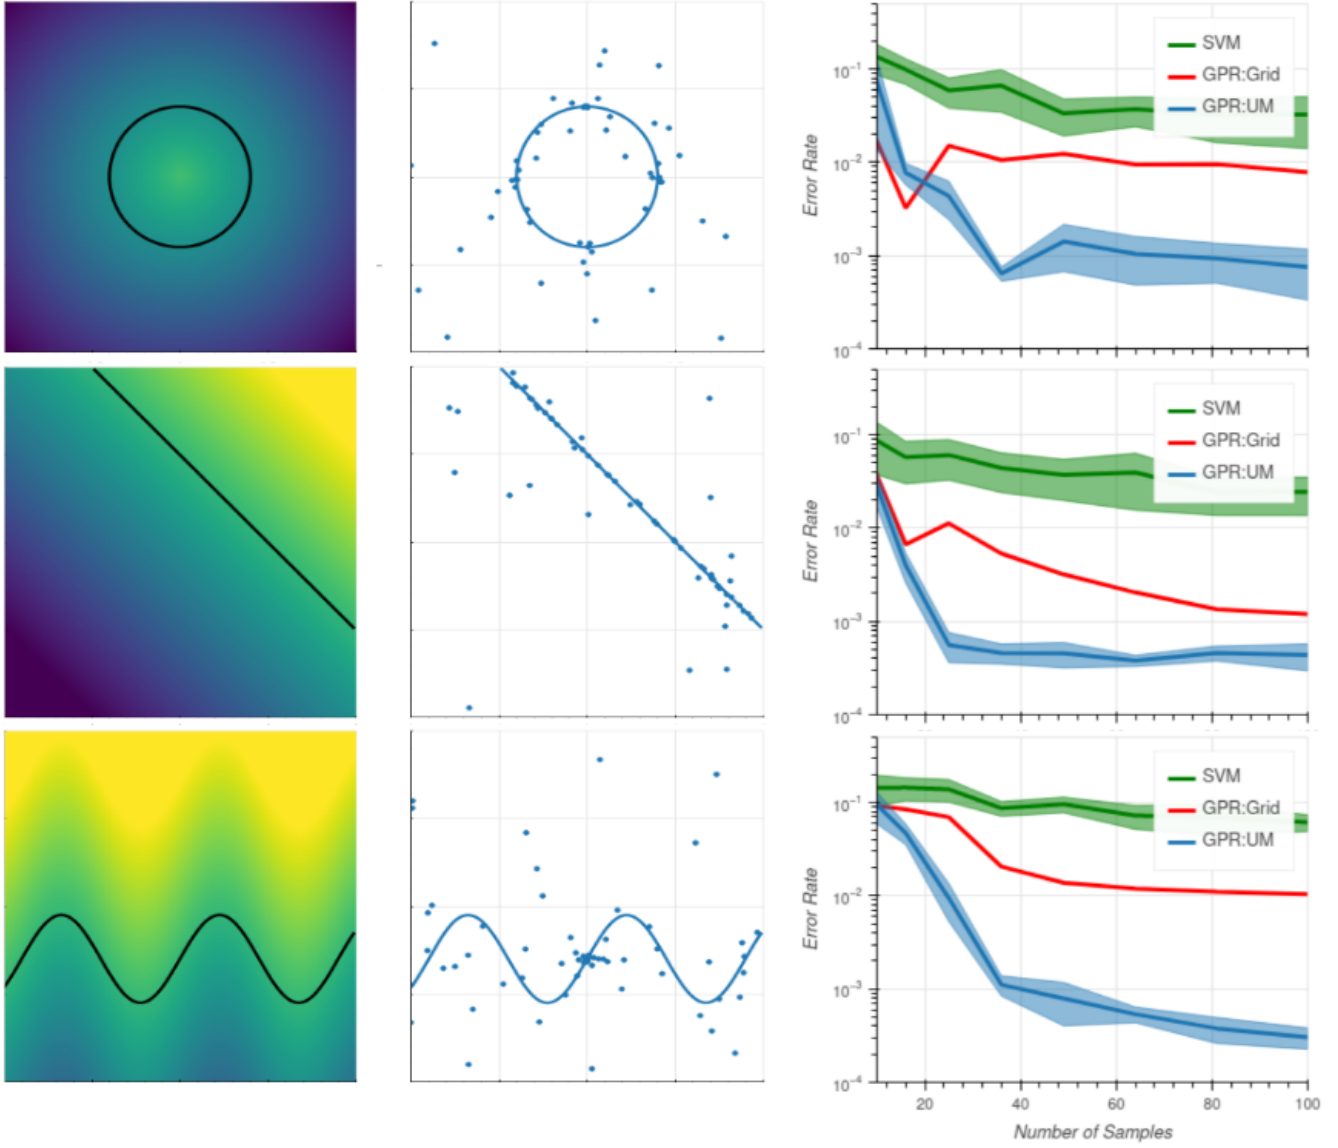 SVM
GPR:Grid
GPR:UM
10⁻¹
10⁻²
10⁻³
10⁻⁴
Error Rate
SVM
GPR:Grid
GPR:UM
10⁻¹
10⁻²
10⁻³
10⁻⁴
Error Rate
SVM
GPR:Grid
GPR:UM
10⁻¹
10⁻²
10⁻³
10⁻⁴
Error Rate
20 40 60 80 100
Number of Samples